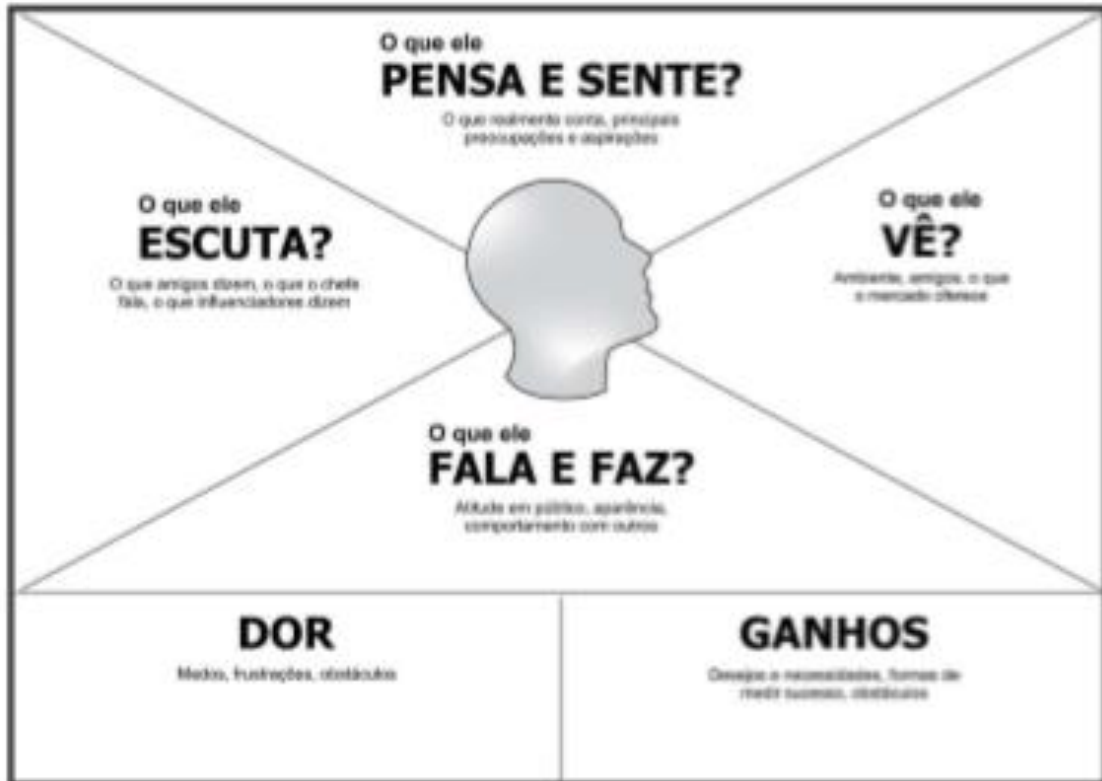 O que ele
PENSA E SENTE?
O que realmente conta, principais
preocupações e aspirações
O que ele
ESCUTA?
O que amigos dizem, o que o chefe
fala, o que influenciadores dizem
O que ele
VÊ?
Ambiente, amigos, o que
o mercado oferece
O que ele
FALA E FAZ?
Atitude em público, aparência,
comportamento com outros
DOR
Medos, frustrações, obstáculos
GANHOS
Desejos e necessidades, formas de
medir sucesso, obstáculos